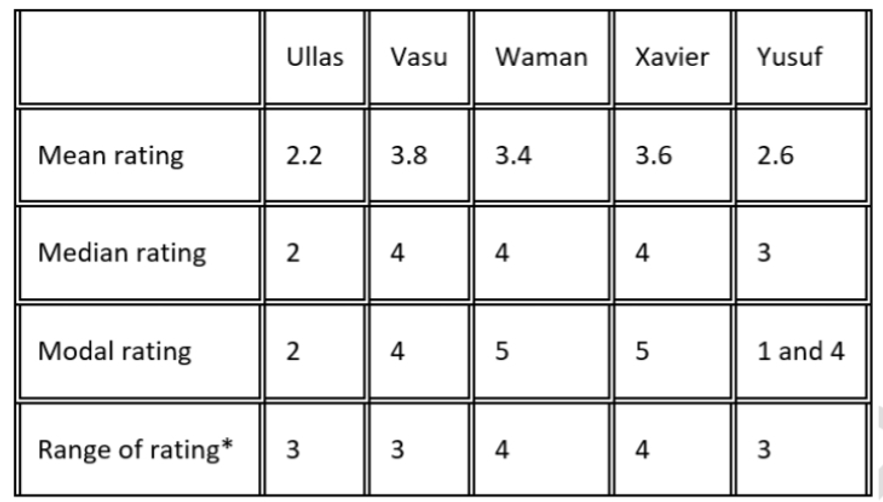 Ullas Vasu Waman Xavier Yusuf
Mean rating 2.2 3.8 3.4 3.6 2.6
Median rating 2 4 4 4 3
Modal rating 2 4 5 5 1 and 4
Range of rating* 3 3 4 4 3